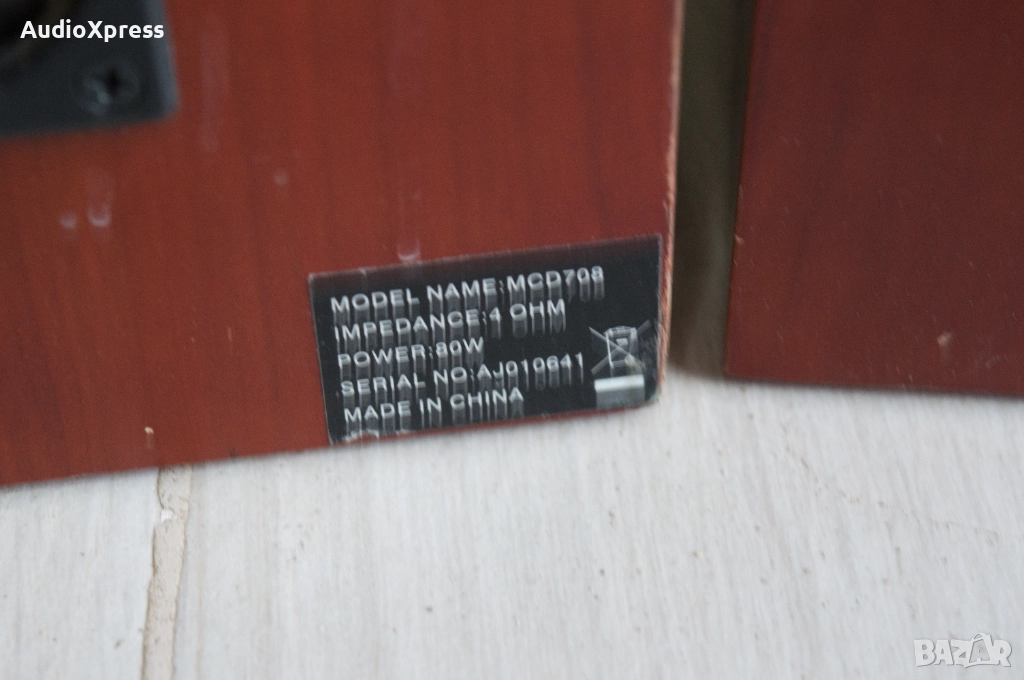 AudioXpress
MODEL NAME:MCD708
IMPEDANCE:4 OHM
POWER:80W
SERIAL NO:AJ010641
MADE IN CHINA
BAZAR